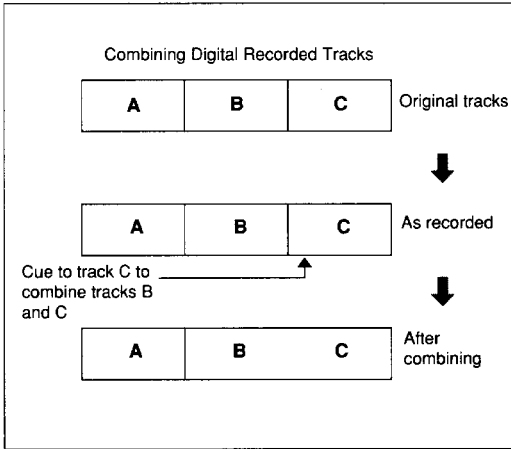 Combining Digital Recorded Tracks
A B C
Original tracks
A B C
As recorded
Cue to track C to
combine tracks B
and C
A B C
After
combining